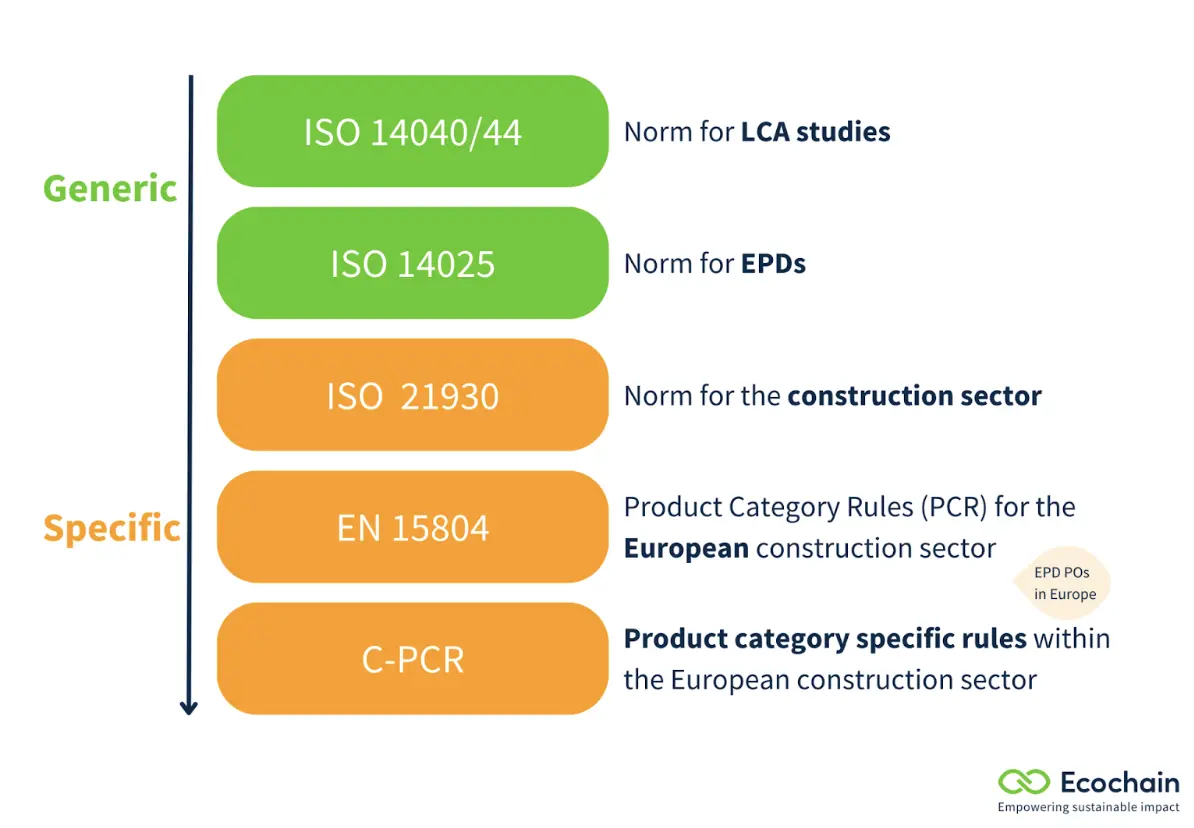 ISO 14040/44
Norm for LCA studies
Generic
ISO 14025
Norm for EPDs
ISO 21930
Norm for the construction sector
Specific
EN 15804
Product Category Rules (PCR) for the
European construction sector
EPD POs
in Europe
C-PCR
Product category specific rules within
the European construction sector
Ecochain
Empowering sustainable impact